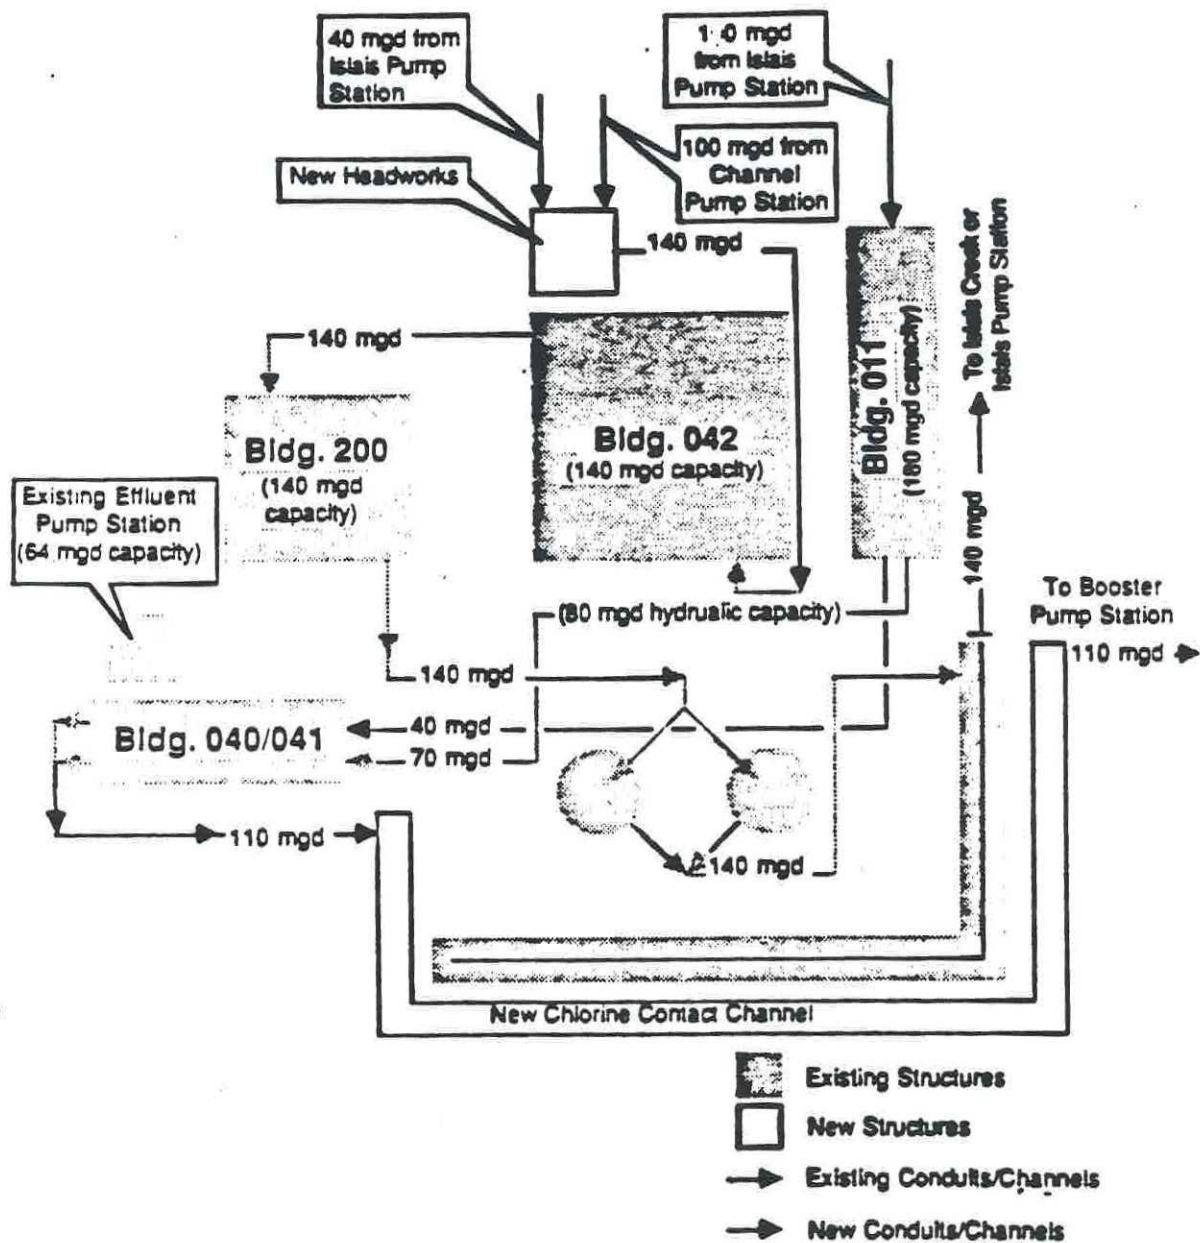 40 mgd from
Islais Pump
Station
from Islais
Pump Station
mgd
100 mgd from
Channel
Pump Station
New Headworks
140 mgd
To Islais Creek or
Islais Pump Station
140 mgd
Bldg. 011
(180 mgd capacity)
Bldg. 042
(140 mgd capacity)
Bldg. 200
(140 mgd
capacity)
Existing Effluent
Pump Station
(64 mgd capacity)
140 mgd
(80 mgd hydrualic capacity)
To Booster
Pump Station
110 mgd
140 mgd
40 mgd
Bldg. 040/041
70 mgd
110 mgd
140 mgd
New Chlorine Contact Channel
Existing Structures
New Structures
Existing Conduits/Channels
New Conduits/Channels